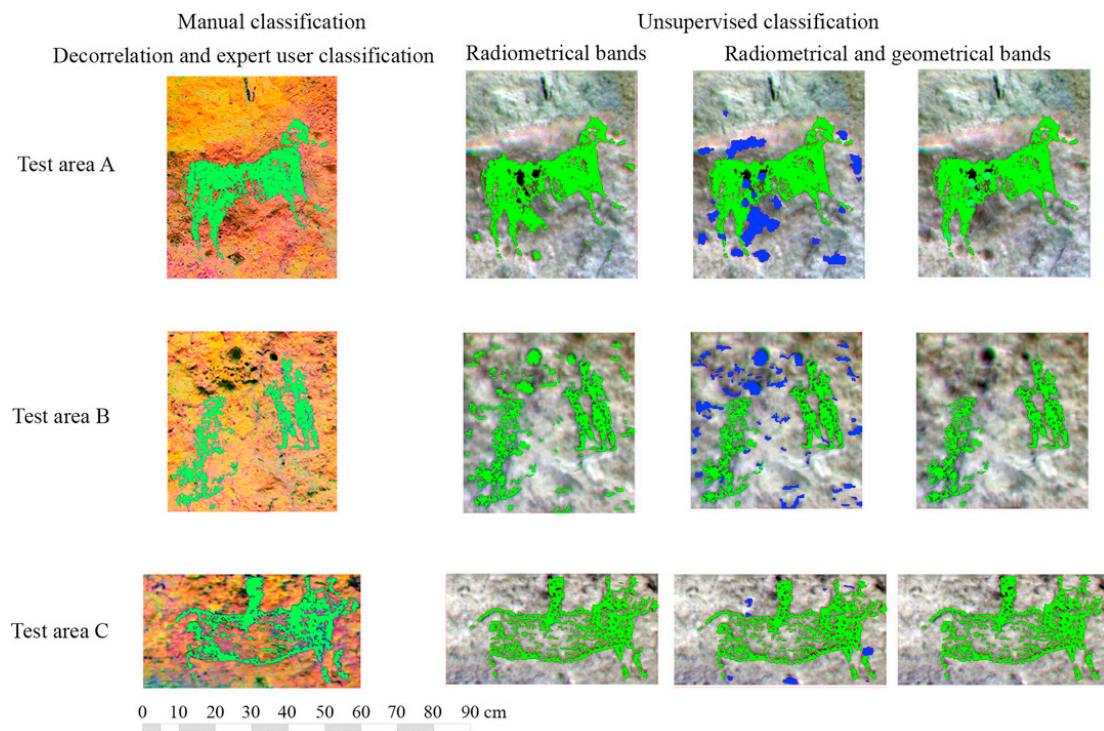 Manual classification
Unsupervised classification
Decorrelation and expert user classification
Radiometrical bands
Radiometrical and geometrical bands
Test area A
Test area B
Test area C
0 10 20 30 40 50 60 70 80 90 cm